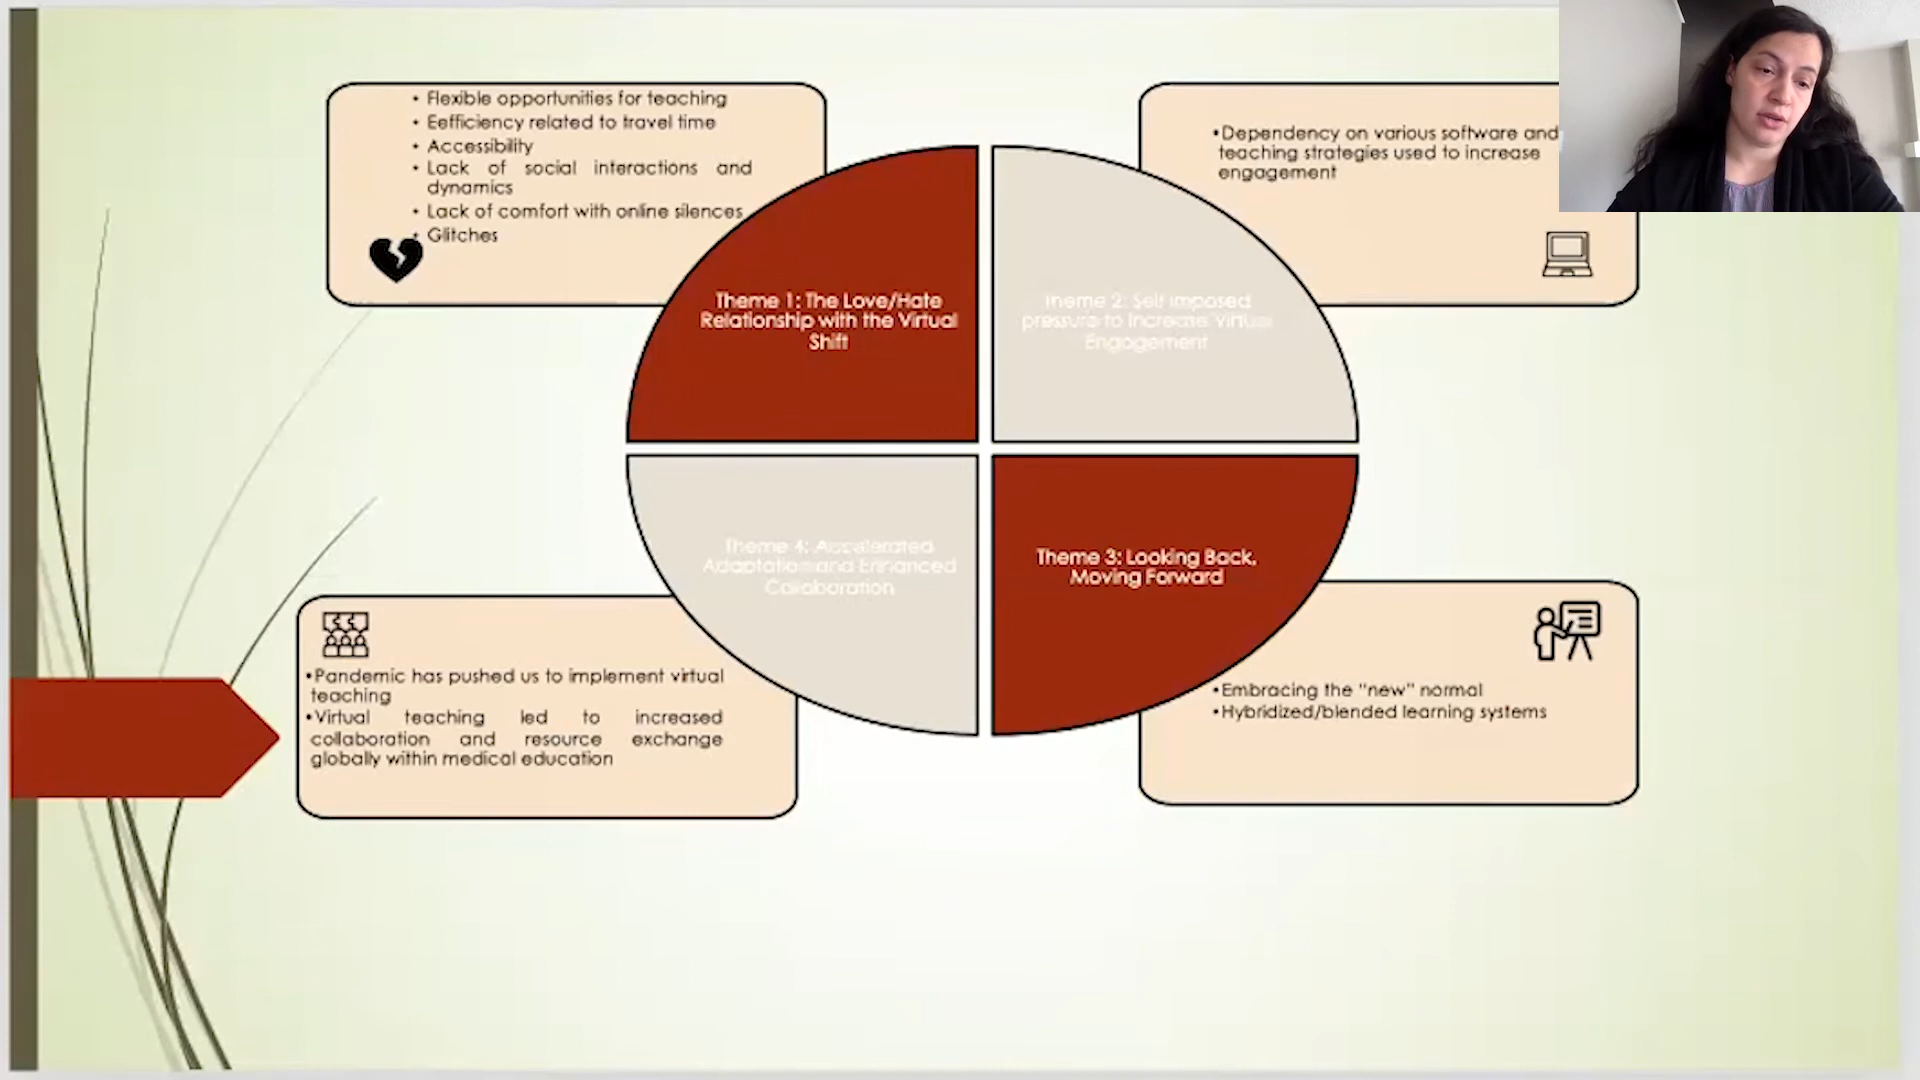 • Flexible opportunities for teaching
• Eefficiency related to travel time
• Accessibility
• Lack of social interactions and
dynamics
• Lack of comfort with online silences
• Glitches
•Dependency on various software and
teaching strategies used to increase
engagement
Theme 1: The Love/Hate
Relationship with the Virtual
Shift
Theme 2: Self imposed
pressure to Increase Virtual
Engagement
Theme 4: Accelerated
Adaptation and Enhanced
Collaboration
Theme 3: Looking Back,
Moving Forward
•Pandemic has pushed us to implement virtual
teaching
•Virtual teaching led to increased
collaboration and resource exchange
globally within medical education
•Embracing the "new" normal
•Hybridized/blended learning systems